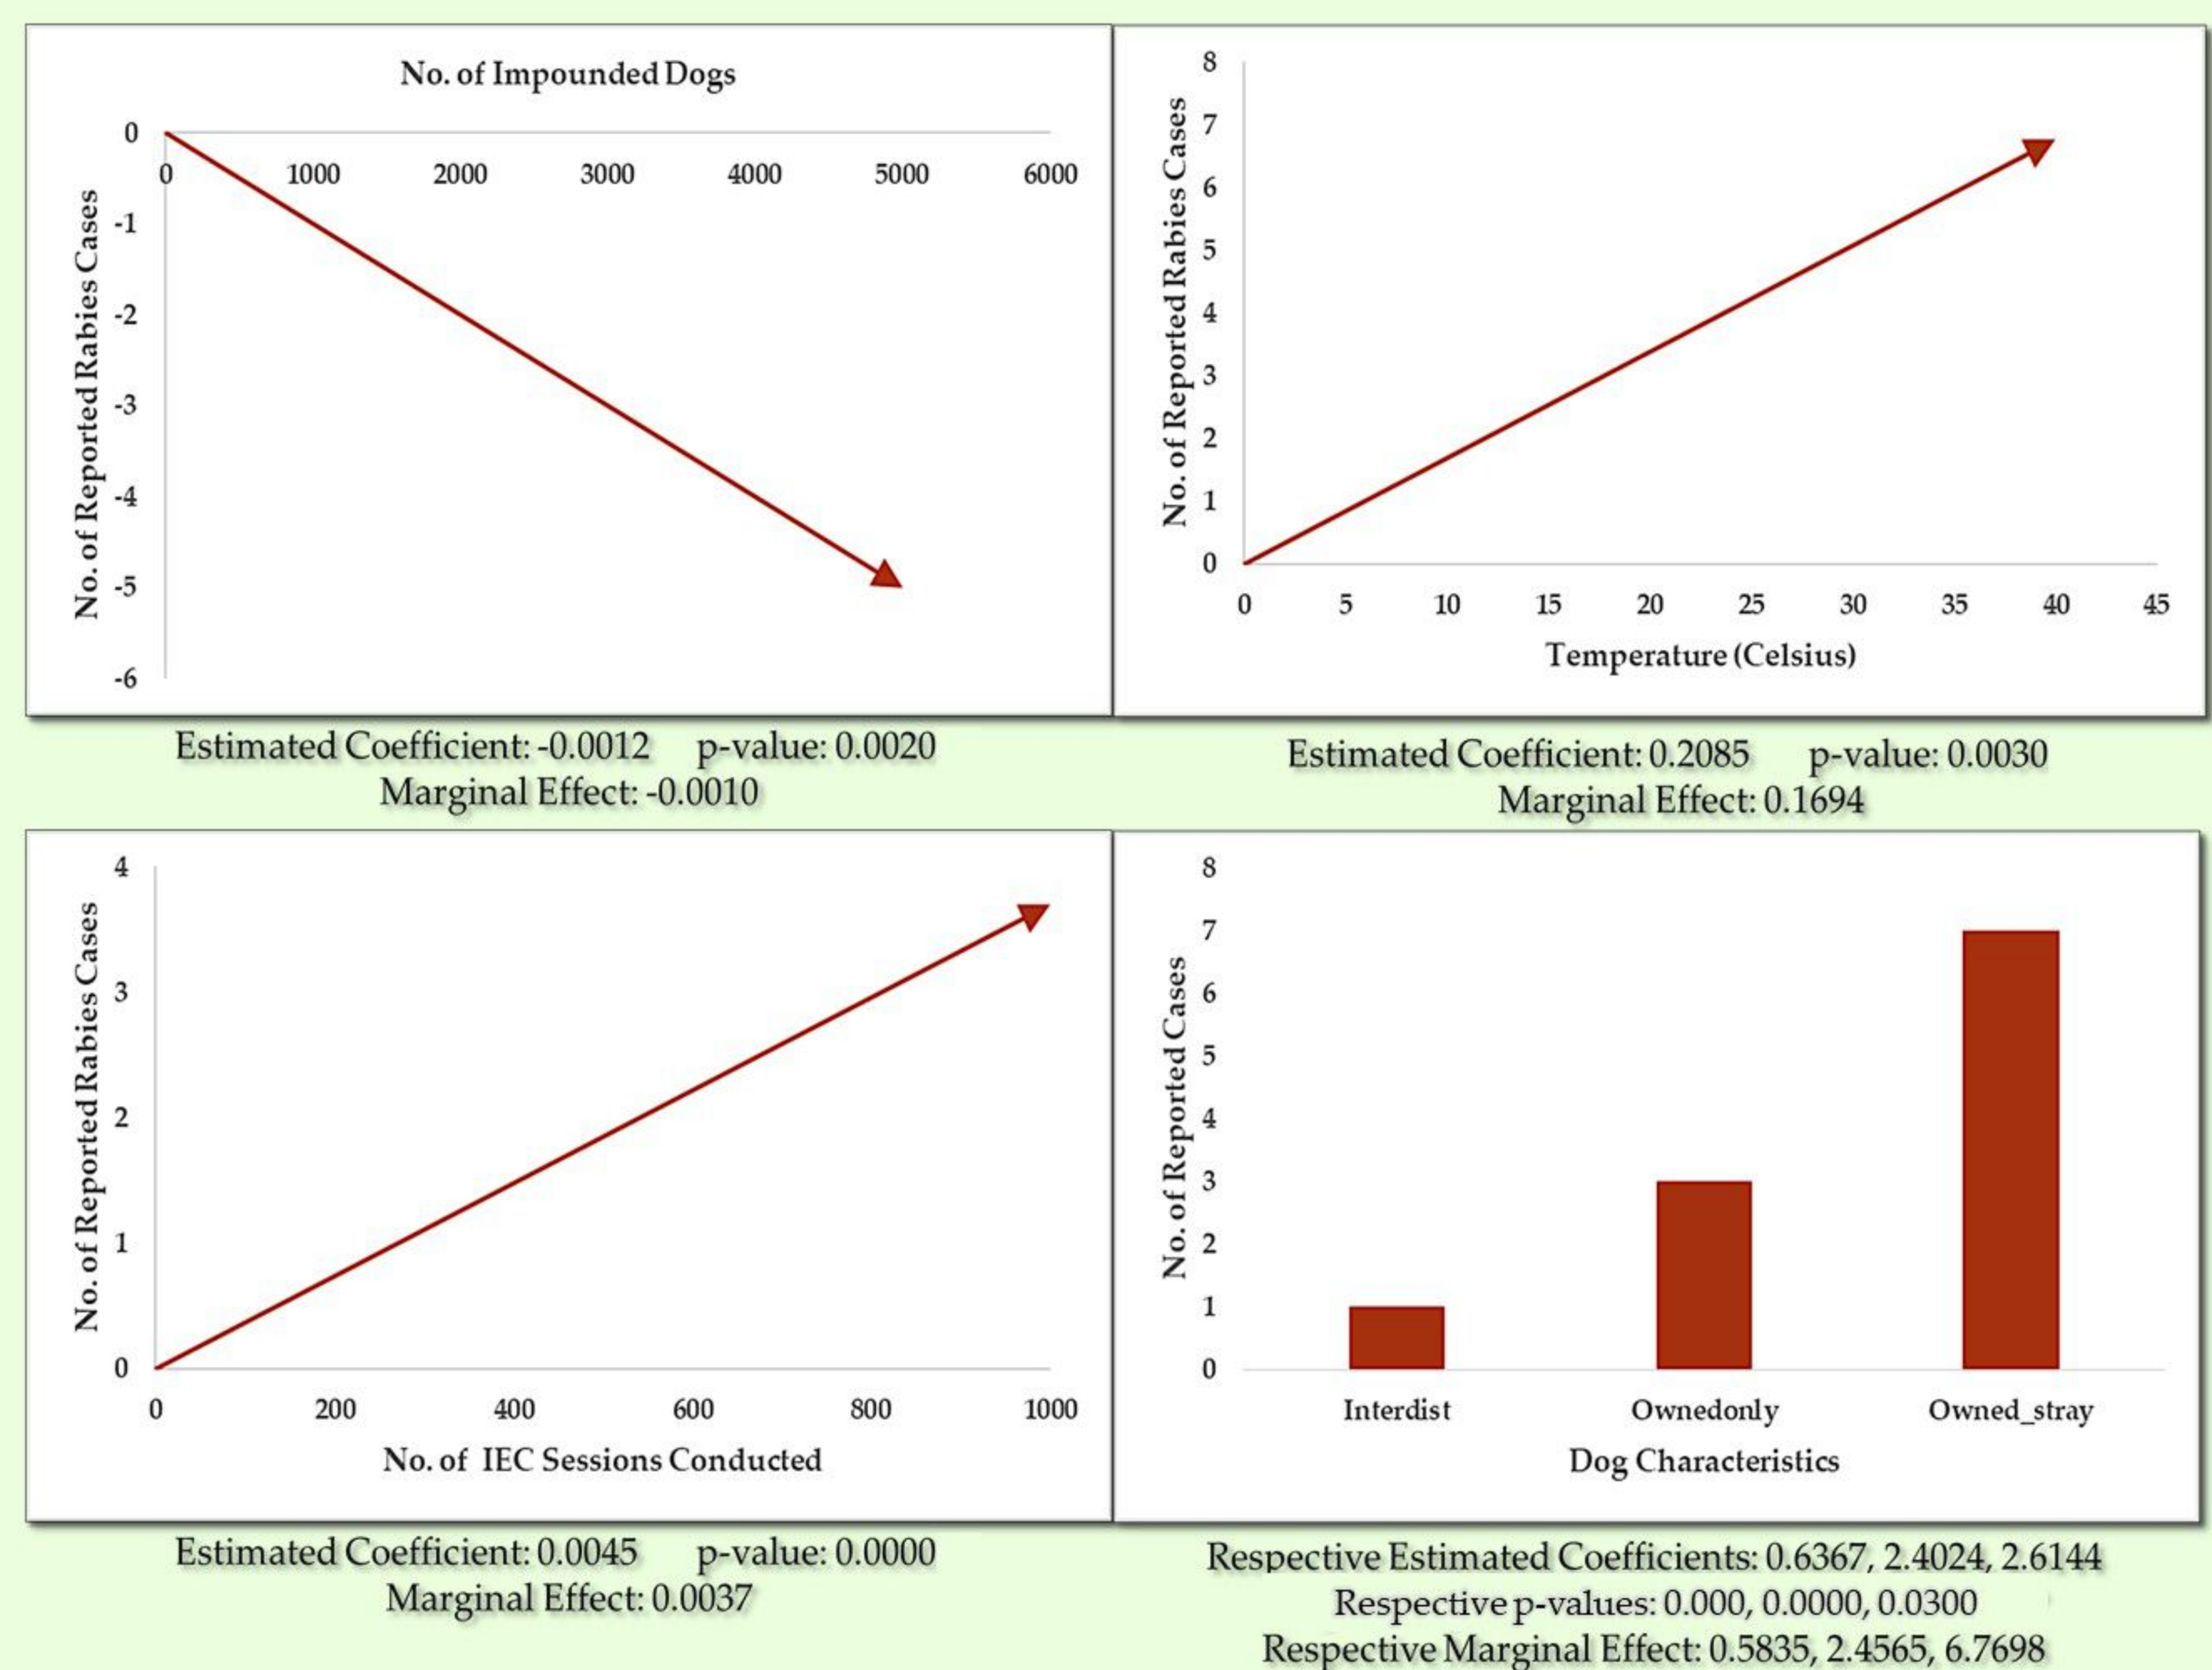 No. of Impounded Dogs
0
0 1000 2000 3000 4000 5000 6000
-1
-2
-3
-4
-5
-6
No. of Reported Rabies Cases
Estimated Coefficient: -0.0012 p-value: 0.0020
Marginal Effect: -0.0010
8
7
6
5
4
3
2
1
0
No. of Reported Rabies Cases
0 5 10 15 20 25 30 35 40 45
Temperature (Celsius)
Estimated Coefficient: 0.2085 p-value: 0.0030
Marginal Effect: 0.1694
4
3
2
1
0
No. of Reported Rabies Cases
0 200 400 600 800 1000
No. of IEC Sessions Conducted
Estimated Coefficient: 0.0045 p-value: 0.0000
Marginal Effect: 0.0037
8
7
6
5
4
3
2
1
0
No. of Reported Cases
Interdist Ownedonly Owned_stray
Dog Characteristics
Respective Estimated Coefficients: 0.6367, 2.4024, 2.6144
Respective p-values: 0.000, 0.0000, 0.0300
Respective Marginal Effect: 0.5835, 2.4565, 6.7698